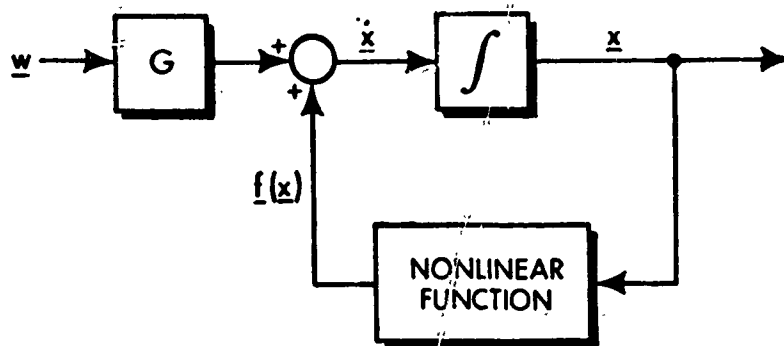 w
G
+
+
ẋ
∫
x
f(x)
NONLINEAR
FUNCTION